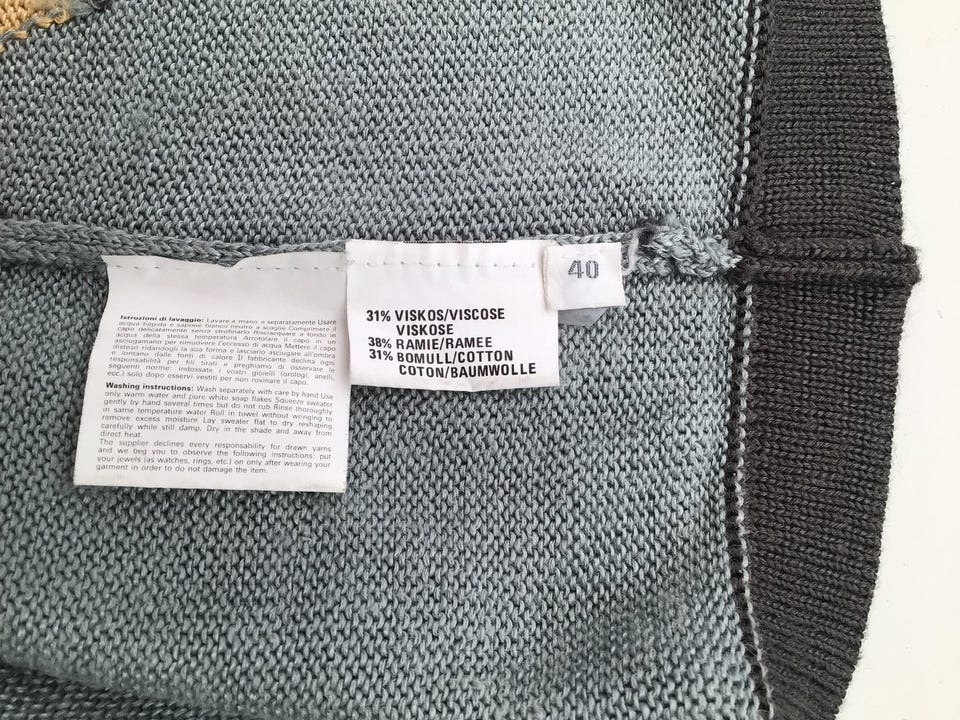 Istruzioni di lavaggio: Lavare a mano e separatamente Usare
acqua tiepida e sapone bianco neutro a scaglie Comprimere il
capo delicatamente senza strofinarlo Risciacquare a fondo in
acqua della stessa temperatura Arrotolare il capo in un
asciugamano per rimuovere l'eccesso di acqua Mettere il capo
disteso ridandogli la sua forma e lasciarlo asciugare all'ombra
e lontano dalle fonti di calore Il fabbricante declina ogni
responsabilità per fili tirati e preghiamo di osservare le
seguenti norme: indossate i vostri gioielli (orologi, anelli,
ecc.) solo dopo esservi vestiti per non rovinare il capo.
Washing instructions: Wash separately with care by hand Use
only warm water and pure white soap flakes Squeeze sweater
gently by hand several times but do not rub Rinse thoroughly
in same temperature water Roll in towel without wringing to
remove excess moisture Lay sweater flat to dry reshaping
carefully while still damp. Dry in the shade and away from
direct heat.
The supplier declines every responsability for drawn yarns
and we beg you to observe the following instructions: put
your jewels (as watches, rings, etc.) on only after wearing your
garment in order to do not damage the item.
31% VISKOS/VISCOSE
VISKOSE
38% RAMIE/RAMEE
31% BOMULL/COTTON
COTON/BAUMWOLLE
40